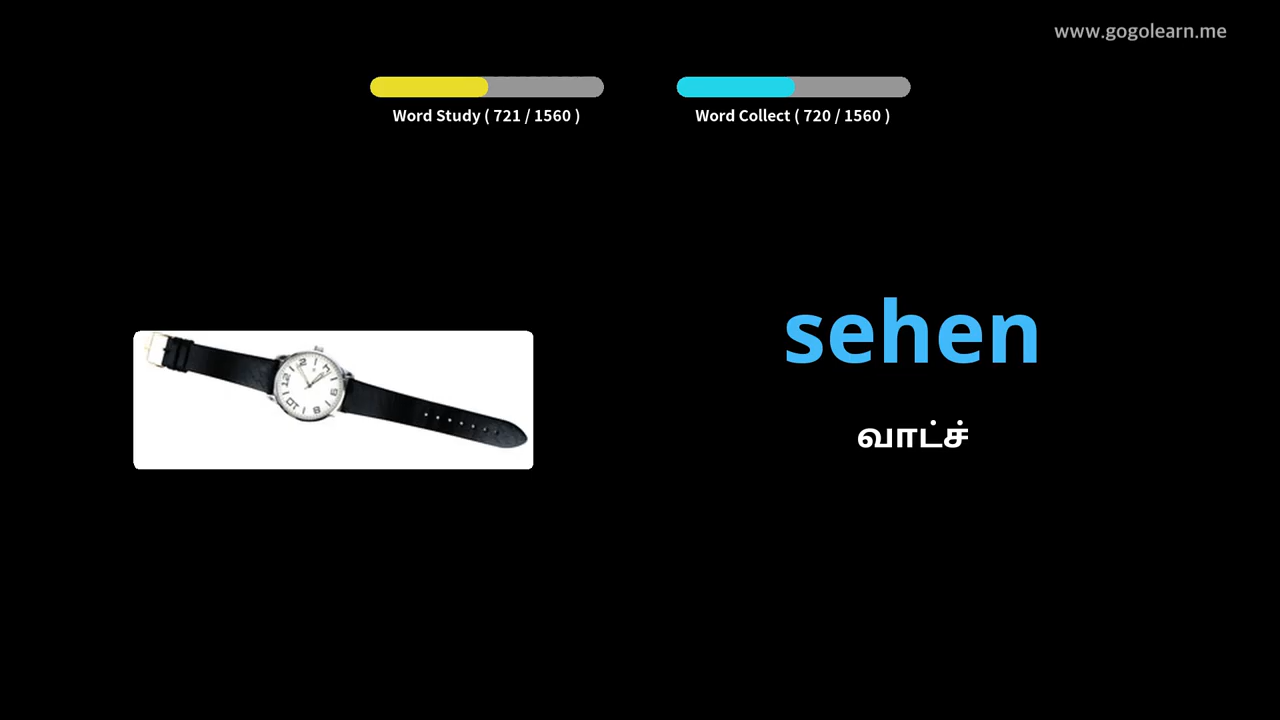 www.gogolearn.me
Word Study ( 721 / 1560 )
Word Collect ( 720 / 1560 )
sehen
வாட்ச்